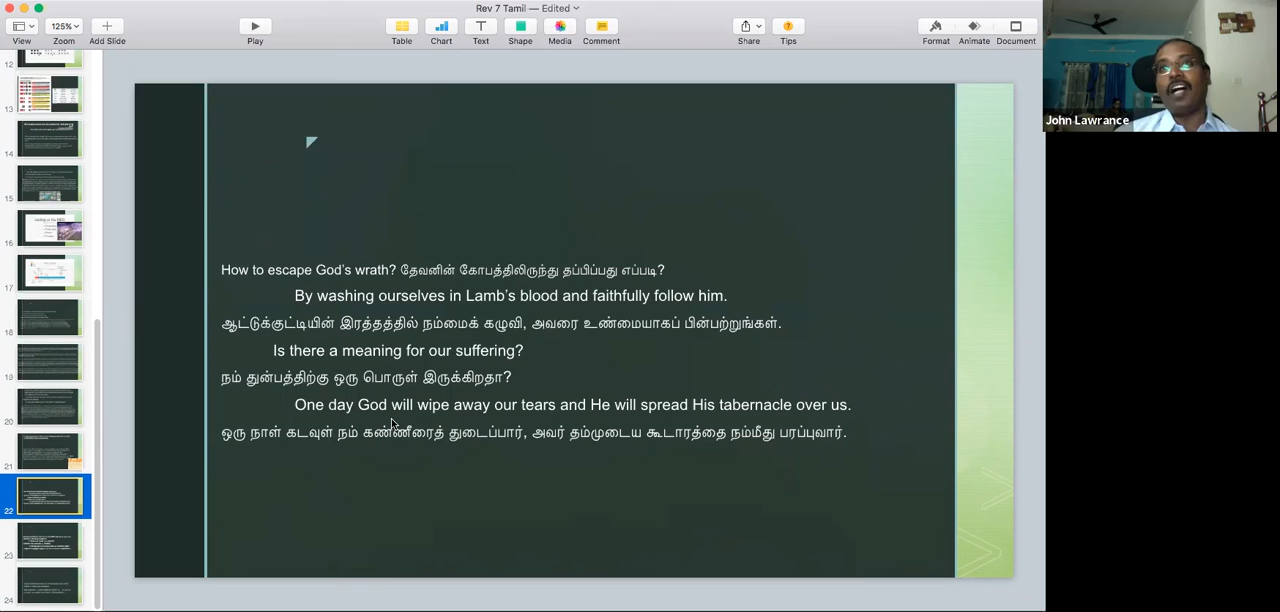 Rev 7 Tamil — Edited
125%
View
Zoom
Add Slide
Play
Table
Chart
Text
Shape
Media
Comment
Share
Tips
Format
Animate
Document
John Lawrance
12
13
14
15
16
17
18
19
20
21
22
23
24
How to escape God's wrath? தேவனின் கோபத்திலிருந்து தப்பிப்பது எப்படி?
By washing ourselves in Lamb's blood and faithfully follow him.
ஆட்டுக்குட்டியின் இரத்தத்தில் நம்மைக் கழுவி, அவரை உண்மையாகப் பின்பற்றுங்கள்.
Is there a meaning for our suffering?
நம் துன்பத்திற்கு ஒரு பொருள் இருக்கிறதா?
One day God will wipe away our tears and He will spread His tabernacle over us.
ஒரு நாள் கடவுள் நம் கண்ணீரைத் துடைப்பார், அவர் தம்முடைய கூடாரத்தை நம்மீது பரப்புவார்.